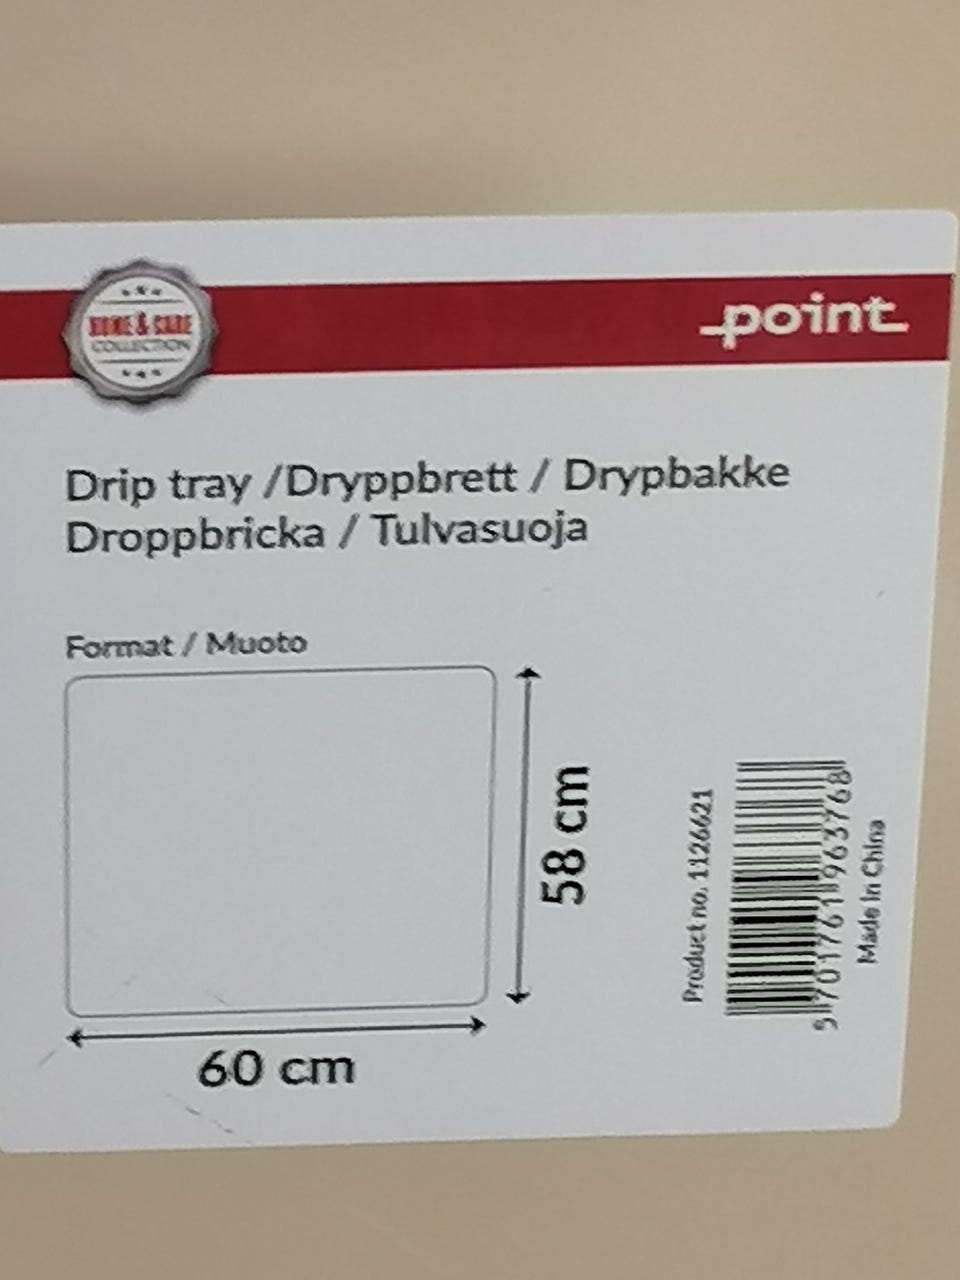 HOME & CARE
COLLECTION
point
Drip tray /Dryppbrett / Drypbakke
Droppbricka / Tulvasuoja
Format / Muoto
58 cm
60 cm
Product no. 1126621
5 701761 963768
Made In China